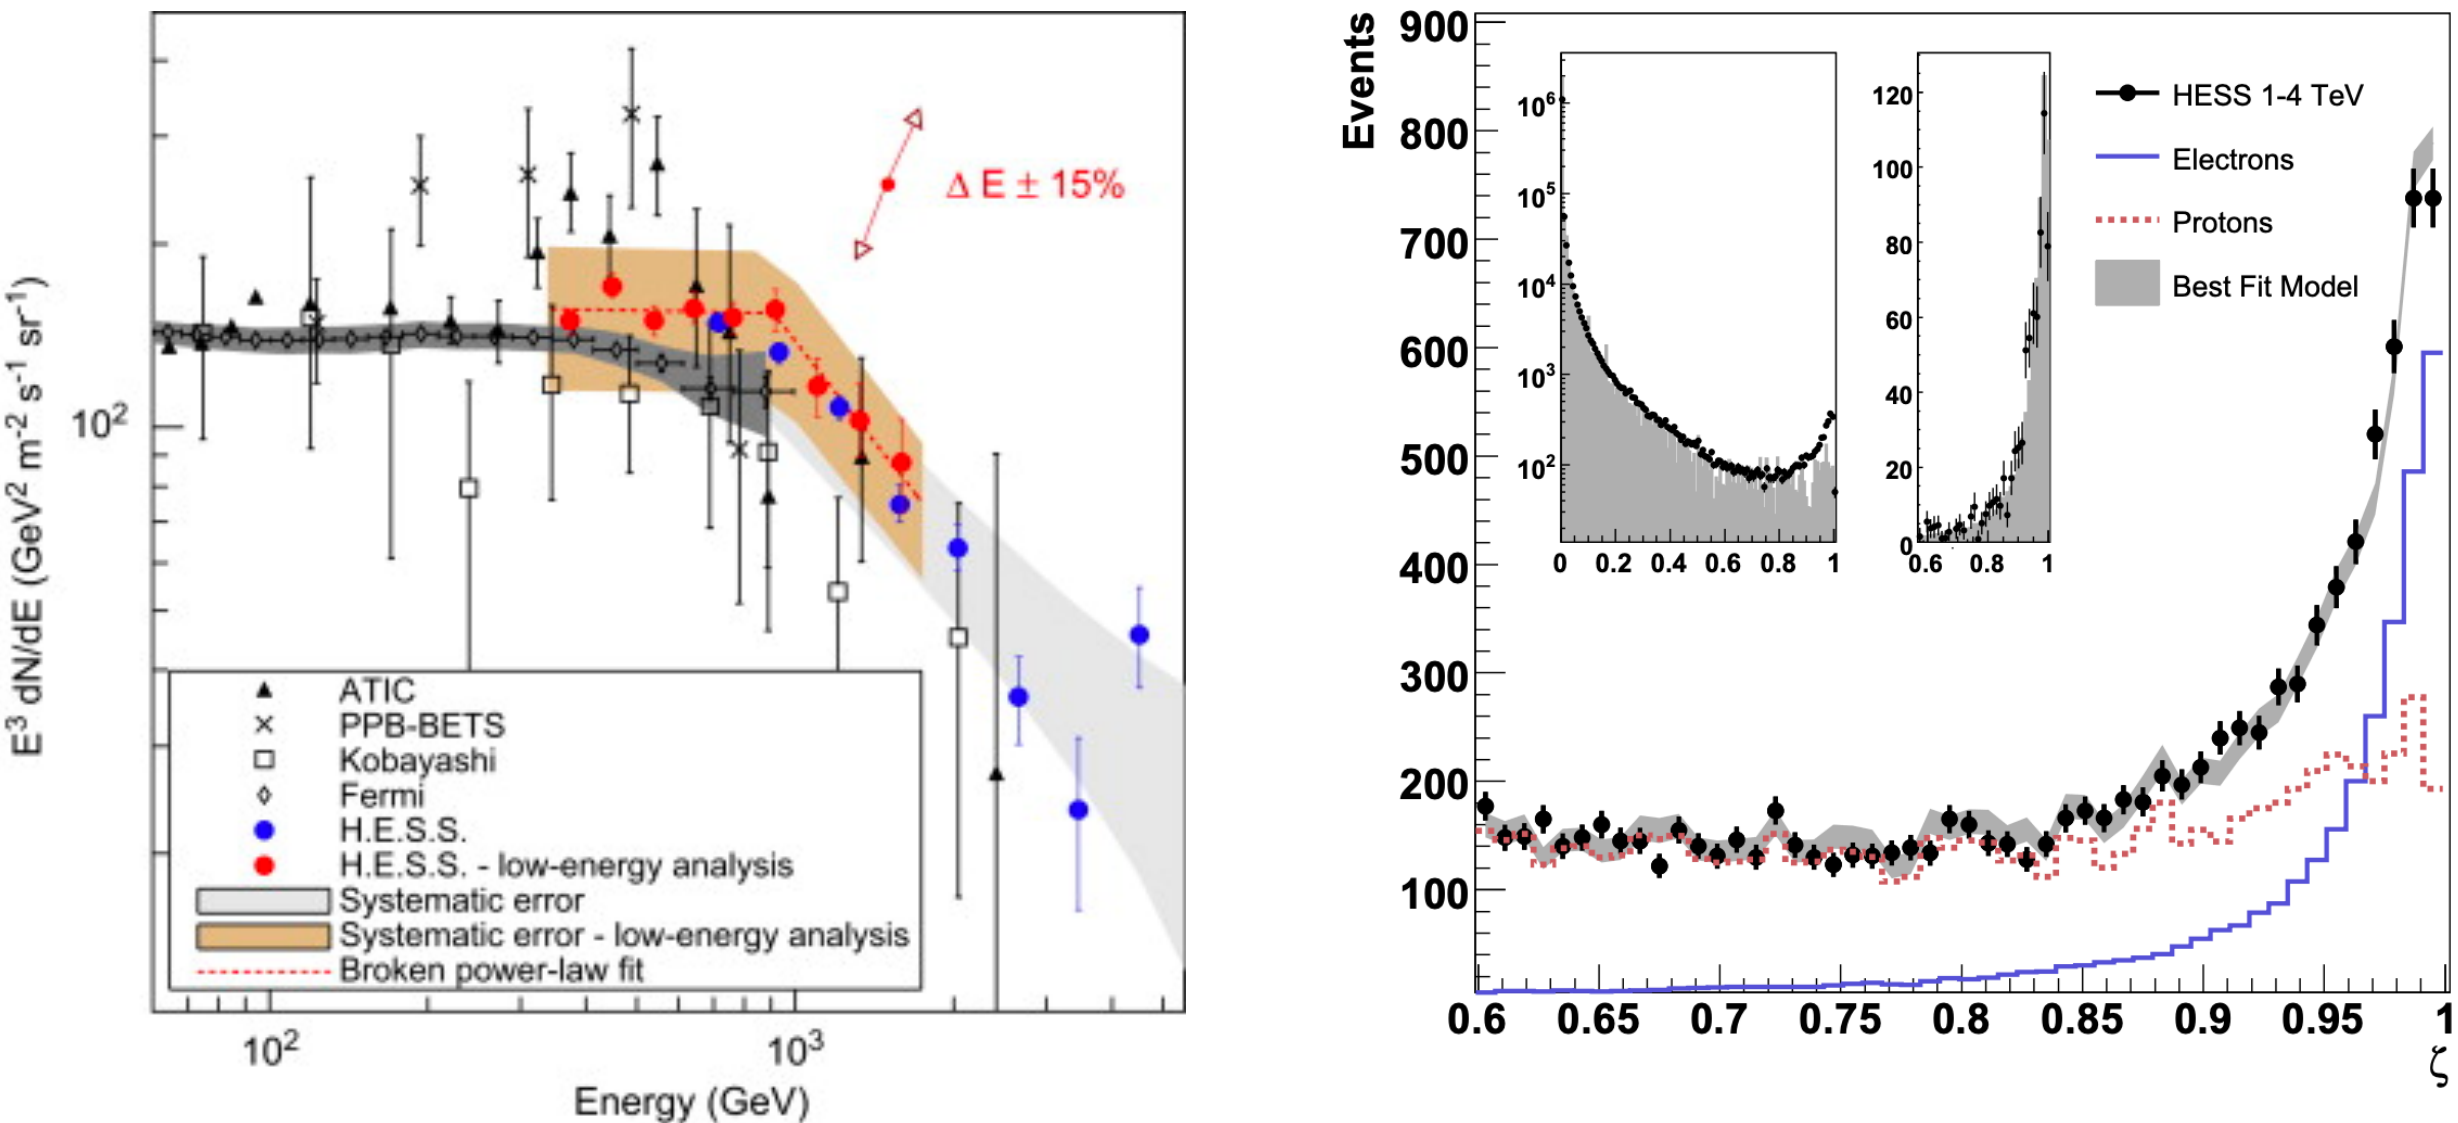 E³ dN/dE (GeV² m⁻² s⁻¹ sr⁻¹)
10²
Δ E ± 15%
ATIC
PPB-BETS
Kobayashi
Fermi
H.E.S.S.
H.E.S.S. - low-energy analysis
Systematic error
Systematic error - low-energy analysis
Broken power-law fit
10² 10³
Energy (GeV)
Events
900
800
700
600
500
400
300
200
100
0.6 0.65 0.7 0.75 0.8 0.85 0.9 0.95 1
ζ
10⁶
10⁵
10⁴
10³
10²
0 0.2 0.4 0.6 0.8 1
120
100
80
60
40
20
0
0.6 0.8 1
HESS 1-4 TeV
Electrons
Protons
Best Fit Model